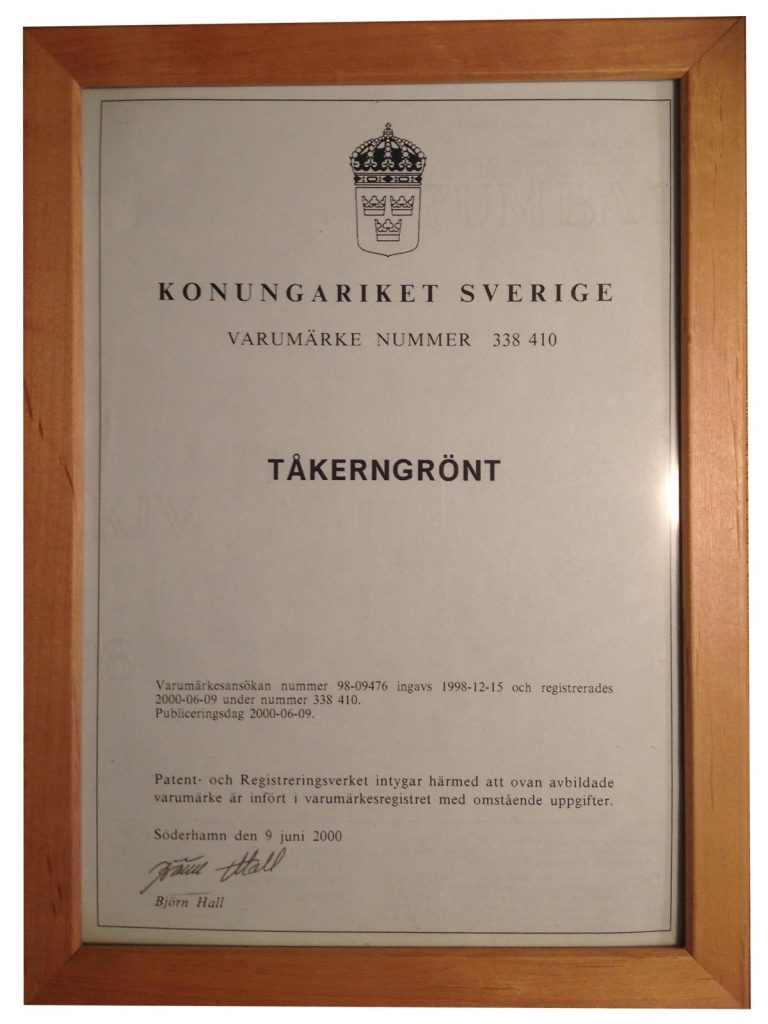 KONUNGARIKET SVERIGE
VARUMÄRKE NUMMER 338 410
TÅKERNGRÖNT
Varumärkesansökan nummer 98-09476 ingavs 1998-12-15 och registrerades
2000-06-09 under nummer 338 410.
Publiceringsdag 2000-06-09.
Patent- och Registreringsverket intygar härmed att ovan avbildade
varumärke är infört i varumärkesregistret med omstående uppgifter.
Söderhamn den 9 juni 2000
Björn Hall
Björn Hall